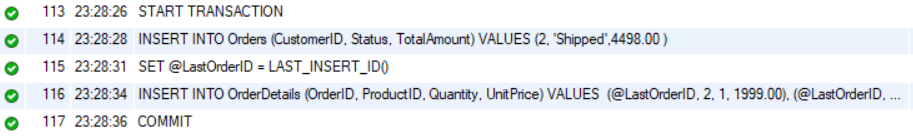 113 23:28:26 START TRANSACTION
114 23:28:28 INSERT INTO Orders (CustomerID, Status, TotalAmount) VALUES (2, 'Shipped',4498.00 )
115 23:28:31 SET @LastOrderID = LAST_INSERT_ID()
116 23:28:34 INSERT INTO OrderDetails (OrderID, ProductID, Quantity, UnitPrice) VALUES (@LastOrderID, 2, 1, 1999.00), (@LastOrderID, ...
117 23:28:36 COMMIT